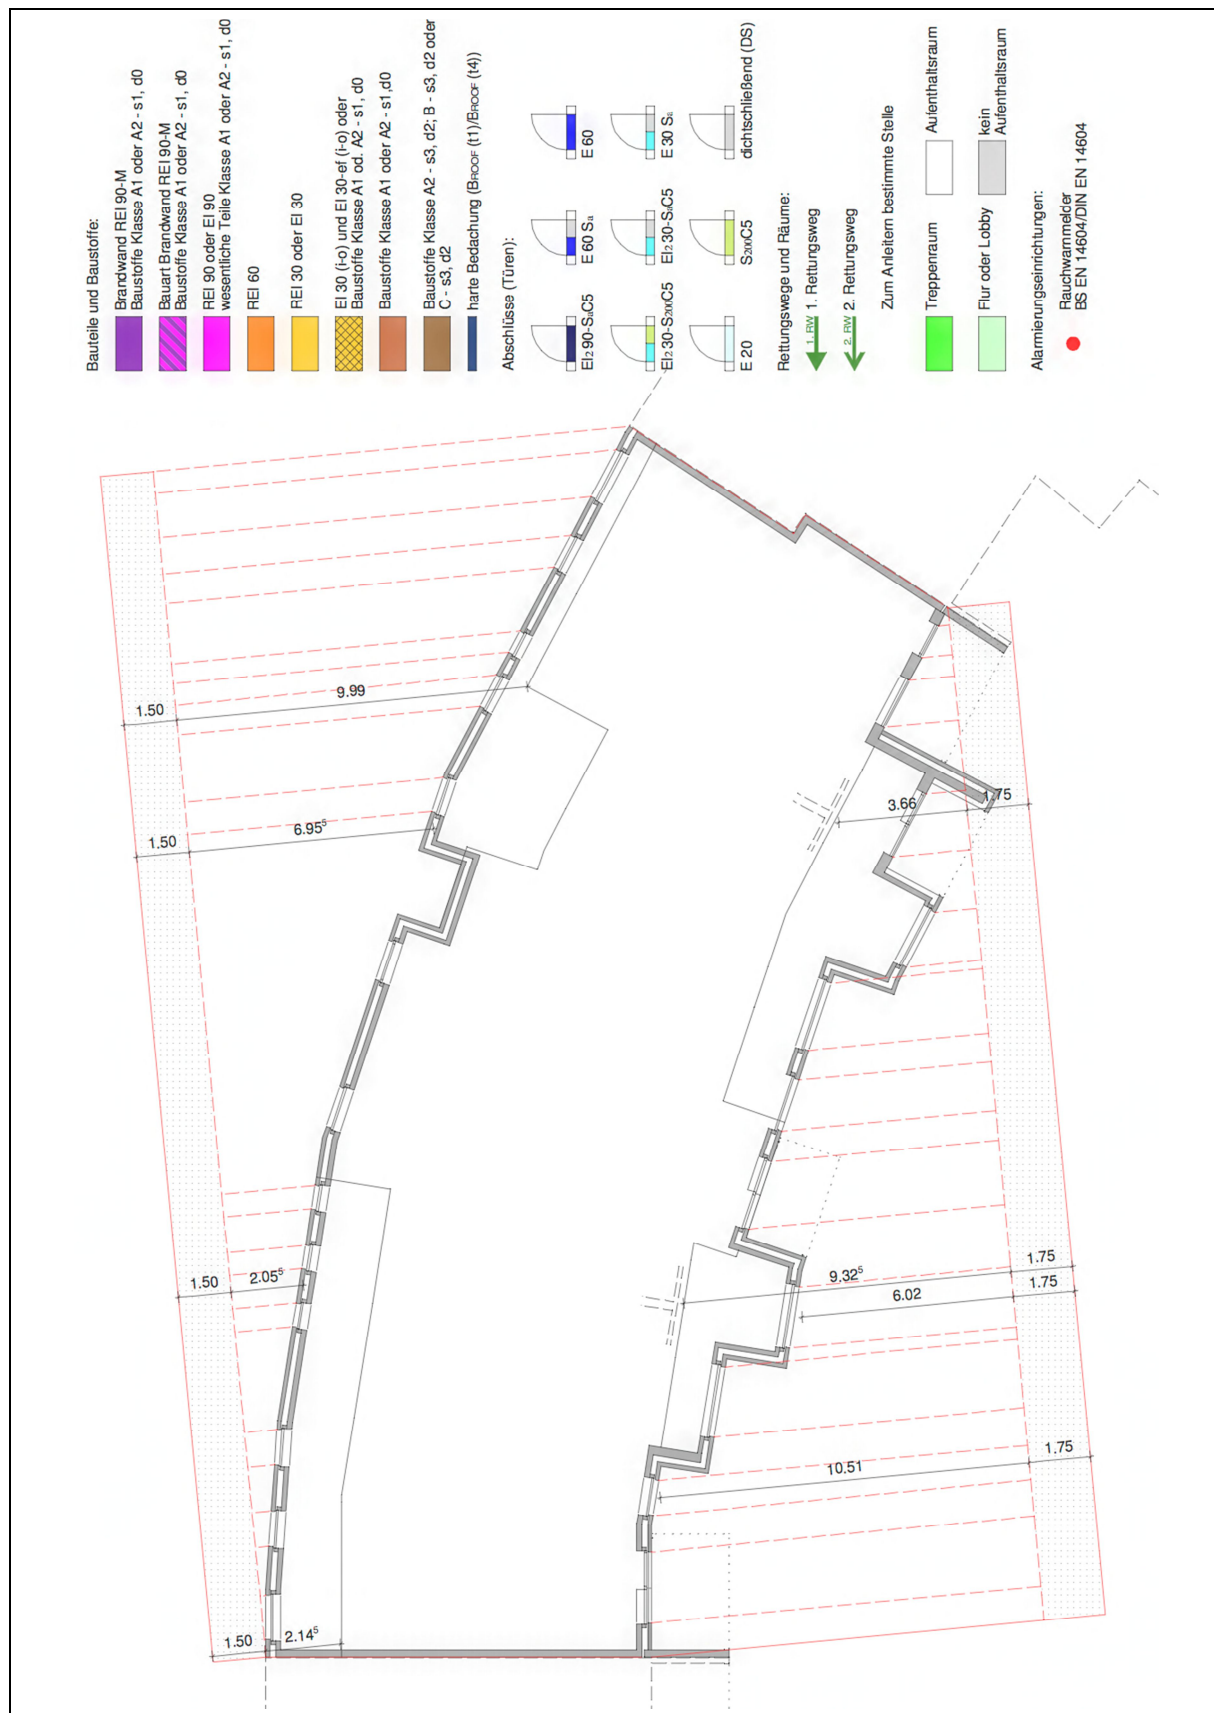 Bauteile und Baustoffe:
Brandwand REI 90-M
Baustoffe Klasse A1 oder A2 - s1, d0
Bauart Brandwand REI 90-M
Baustoffe Klasse A1 oder A2 - s1, d0
REI 90 oder EI 90
wesentliche Teile Klasse A1 oder A2 - s1, d0
REI 60
REI 30 oder EI 30
EI 30 (i-o) und EI 30-ef (i-o) oder
Baustoffe Klasse A1 od. A2 - s1, d0
Baustoffe Klasse A1 oder A2 - s1,d0
Baustoffe Klasse A2 - s3, d2; B - s3, d2 oder
C - s3, d2
harte Bedachung (BROOF (t1)/BROOF (t4))
Abschlüsse (Türen):
EI2 90-SaC5
E 60 Sa
E 60
EI2 30-S200C5
EI2 30-SaC5
E 30 Sa
E 20
S200C5
dichtschließend (DS)
Rettungswege und Räume:
1. RW
1. Rettungsweg
2. RW
2. Rettungsweg
Zum Anleitern bestimmte Stelle
Treppenraum
Aufenthaltsraum
Flur oder Lobby
kein
Aufenthaltsraum
Alarmierungseinrichtungen:
Rauchwarnmelder
BS EN 14604/DIN EN 14604
1.50
9.99
1.50
6.95⁵
1.50
2.05⁵
1.50
2.14⁵
3.66
1.75
9.32⁵
1.75
6.02
1.75
10.51
1.75